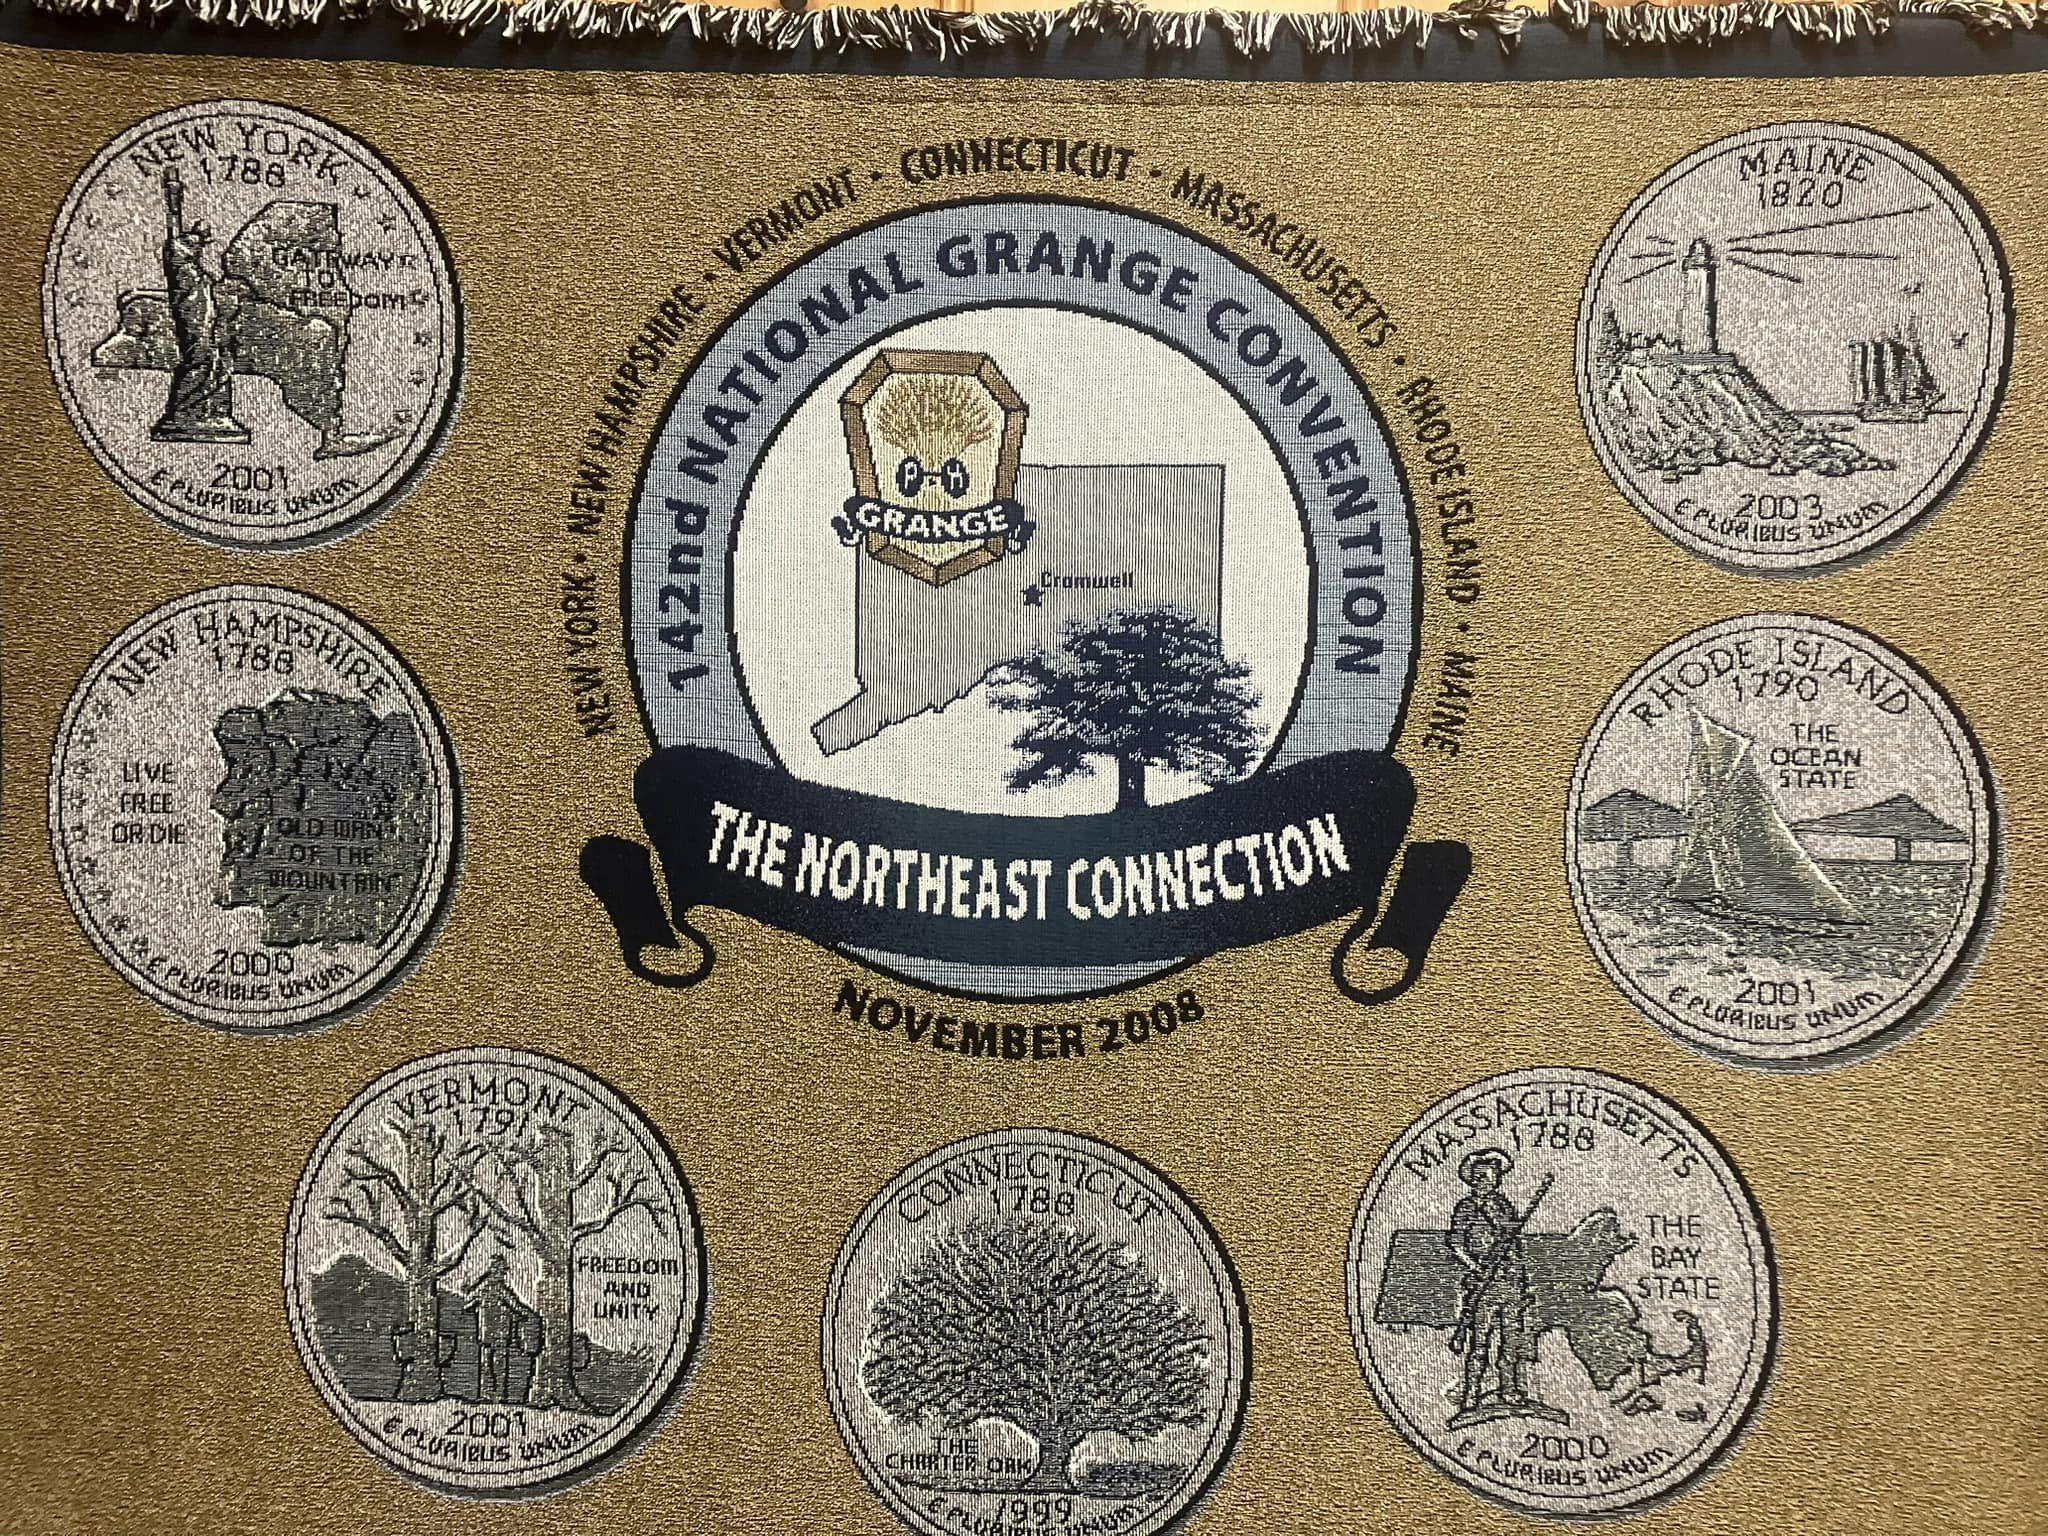 NEW YORK • NEW HAMPSHIRE • VERMONT • CONNECTICUT • MASSACHUSETTS • RHODE ISLAND • MAINE
142nd NATIONAL GRANGE CONVENTION
P of H
GRANGE
Cromwell
THE NORTHEAST CONNECTION
NOVEMBER 2008
NEW YORK
1788
GATEWAY
TO
FREEDOM
2001
E PLURIBUS UNUM
MAINE
1820
2003
E PLURIBUS UNUM
NEW HAMPSHIRE
1788
LIVE
FREE
OR DIE
OLD MAN
OF THE
MOUNTAIN
2000
E PLURIBUS UNUM
RHODE ISLAND
1790
THE
OCEAN
STATE
2001
E PLURIBUS UNUM
VERMONT
1791
FREEDOM
AND
UNITY
2001
E PLURIBUS UNUM
CONNECTICUT
1788
THE
CHARTER OAK
1999
E PLURIBUS UNUM
MASSACHUSETTS
1788
THE
BAY
STATE
2000
E PLURIBUS UNUM